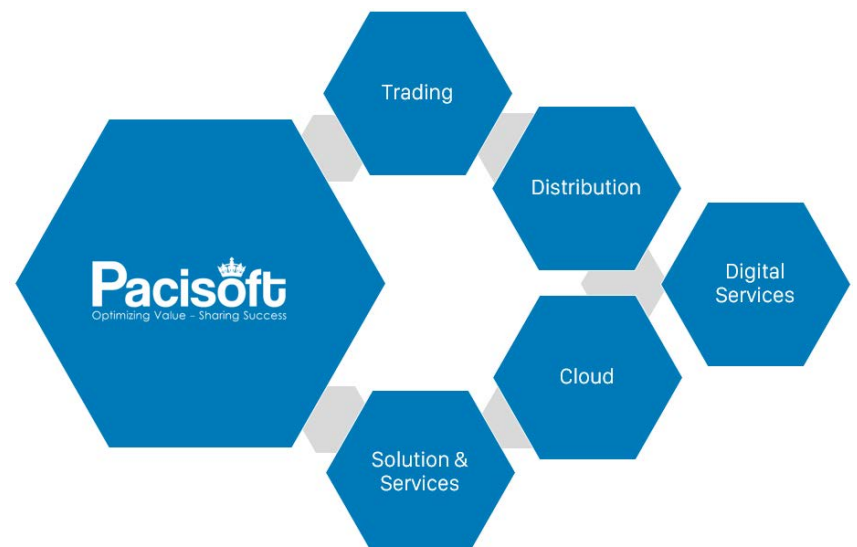 Trading
Distribution
Pacisoft
Optimizing Value - Sharing Success
Digital
Services
Cloud
Solution &
Services